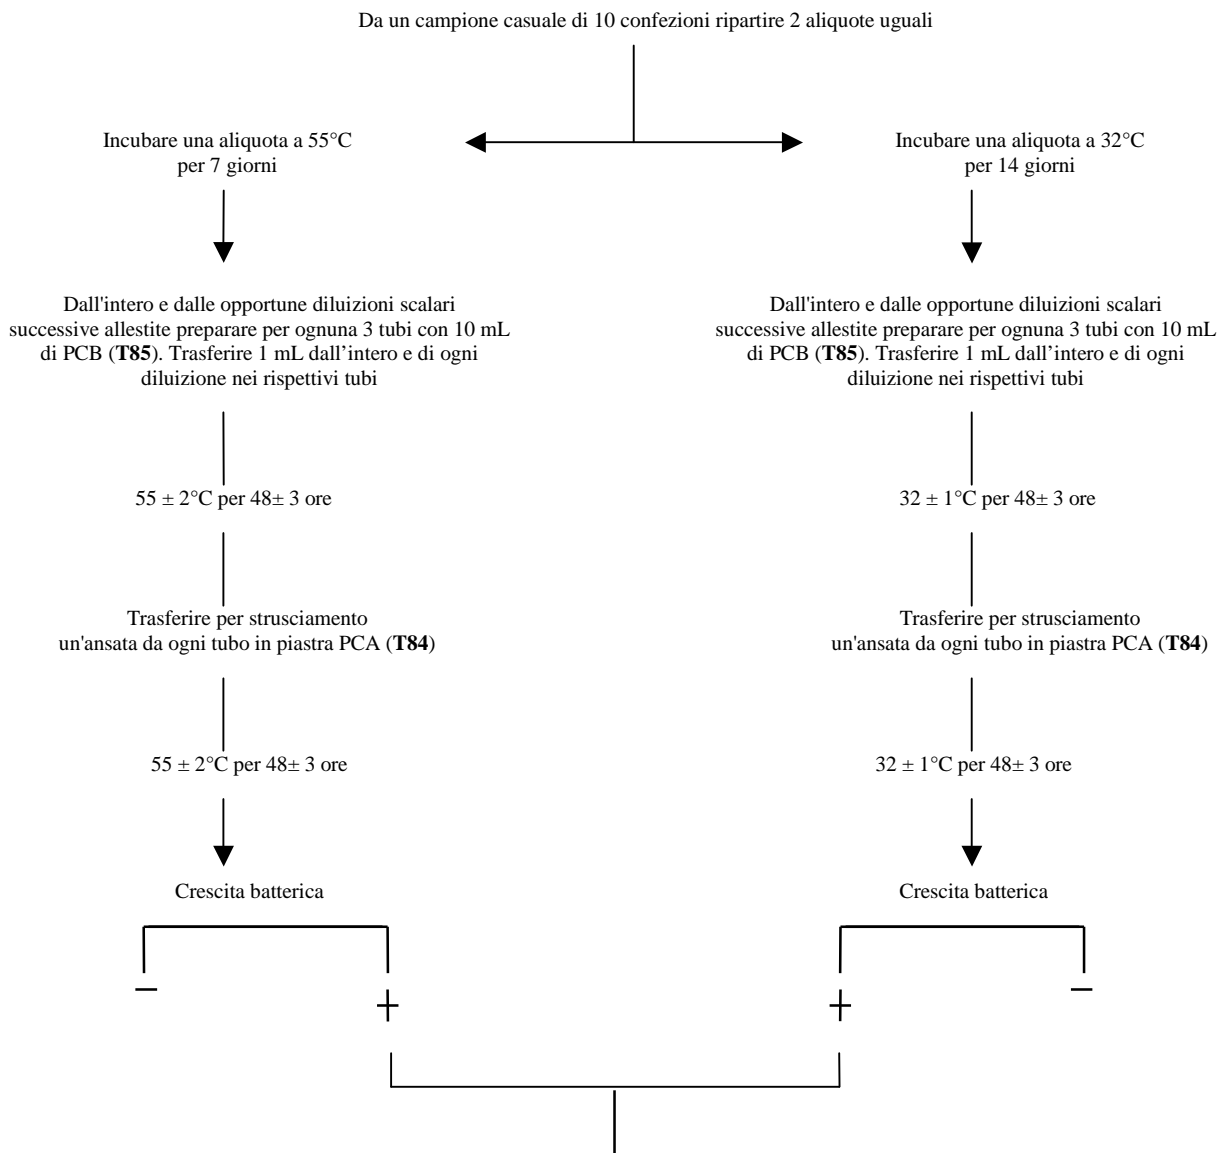 Da un campione casuale di 10 confezioni ripartire 2 aliquote uguali
Incubare una aliquota a 55°C
per 7 giorni
Incubare una aliquota a 32°C
per 14 giorni
Dall'intero e dalle opportune diluizioni scalari
successive allestite preparare per ognuna 3 tubi con 10 mL
di PCB (T85). Trasferire 1 mL dall’intero e di ogni
diluizione nei rispettivi tubi
Dall'intero e dalle opportune diluizioni scalari
successive allestite preparare per ognuna 3 tubi con 10 mL
di PCB (T85). Trasferire 1 mL dall’intero e di ogni
diluizione nei rispettivi tubi
55 ± 2°C per 48± 3 ore
32 ± 1°C per 48± 3 ore
Trasferire per strusciamento
un'ansata da ogni tubo in piastra PCA (T84)
Trasferire per strusciamento
un'ansata da ogni tubo in piastra PCA (T84)
55 ± 2°C per 48± 3 ore
32 ± 1°C per 48± 3 ore
Crescita batterica
Crescita batterica
—
+
+
—